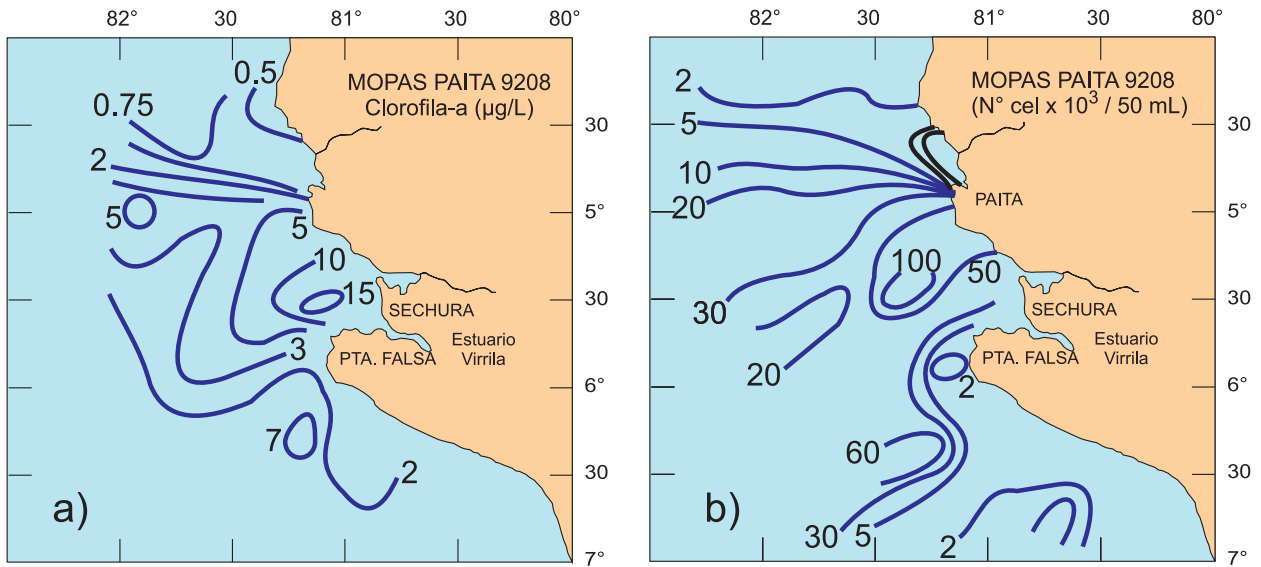 82° 30 81° 30 80°
MOPAS PAITA 9208
Clorofila-a (µg/L)
0.5
0.75
30
2
5
5°
5
10
15
30
SECHURA
Estuario
Virrila
PTA. FALSA
3
6°
7
2
30
a)
7°
82° 30 81° 30 80°
MOPAS PAITA 9208
(N° cel x 10³ / 50 mL)
2
5
30
10
PAITA
20
5°
100
50
30
30
SECHURA
Estuario
Virrila
PTA. FALSA
20
2
6°
60
30
b)
30
5
2
7°